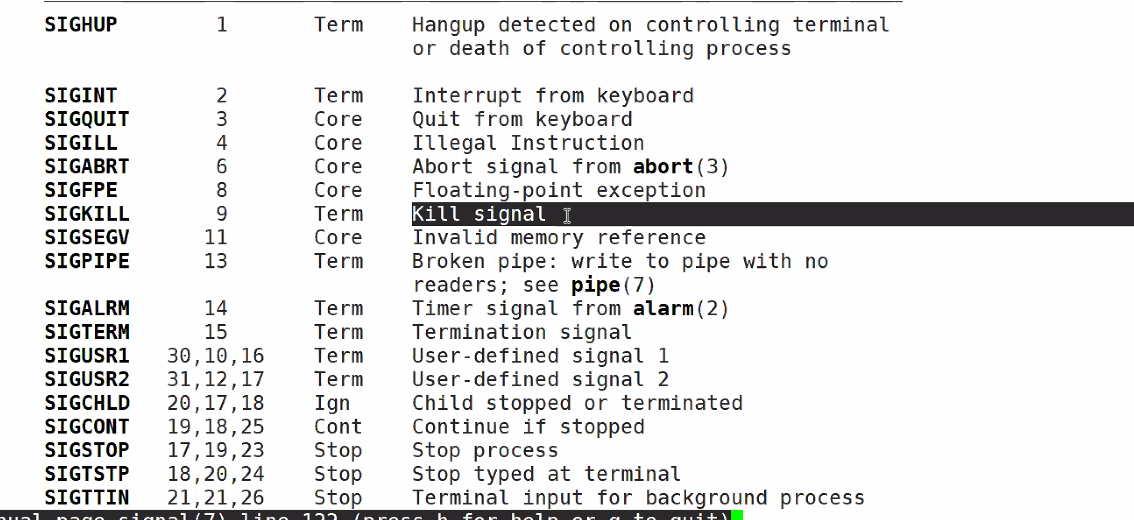 SIGHUP 1 Term Hangup detected on controlling terminal
or death of controlling process
SIGINT 2 Term Interrupt from keyboard
SIGQUIT 3 Core Quit from keyboard
SIGILL 4 Core Illegal Instruction
SIGABRT 6 Core Abort signal from abort(3)
SIGFPE 8 Core Floating-point exception
SIGKILL 9 Term Kill signal
SIGSEGV 11 Core Invalid memory reference
SIGPIPE 13 Term Broken pipe: write to pipe with no
readers; see pipe(7)
SIGALRM 14 Term Timer signal from alarm(2)
SIGTERM 15 Term Termination signal
SIGUSR1 30,10,16 Term User-defined signal 1
SIGUSR2 31,12,17 Term User-defined signal 2
SIGCHLD 20,17,18 Ign Child stopped or terminated
SIGCONT 19,18,25 Cont Continue if stopped
SIGSTOP 17,19,23 Stop Stop process
SIGTSTP 18,20,24 Stop Stop typed at terminal
SIGTTIN 21,21,26 Stop Terminal input for background process
nual page signal(7) line 122 (press h for help or q to quit)